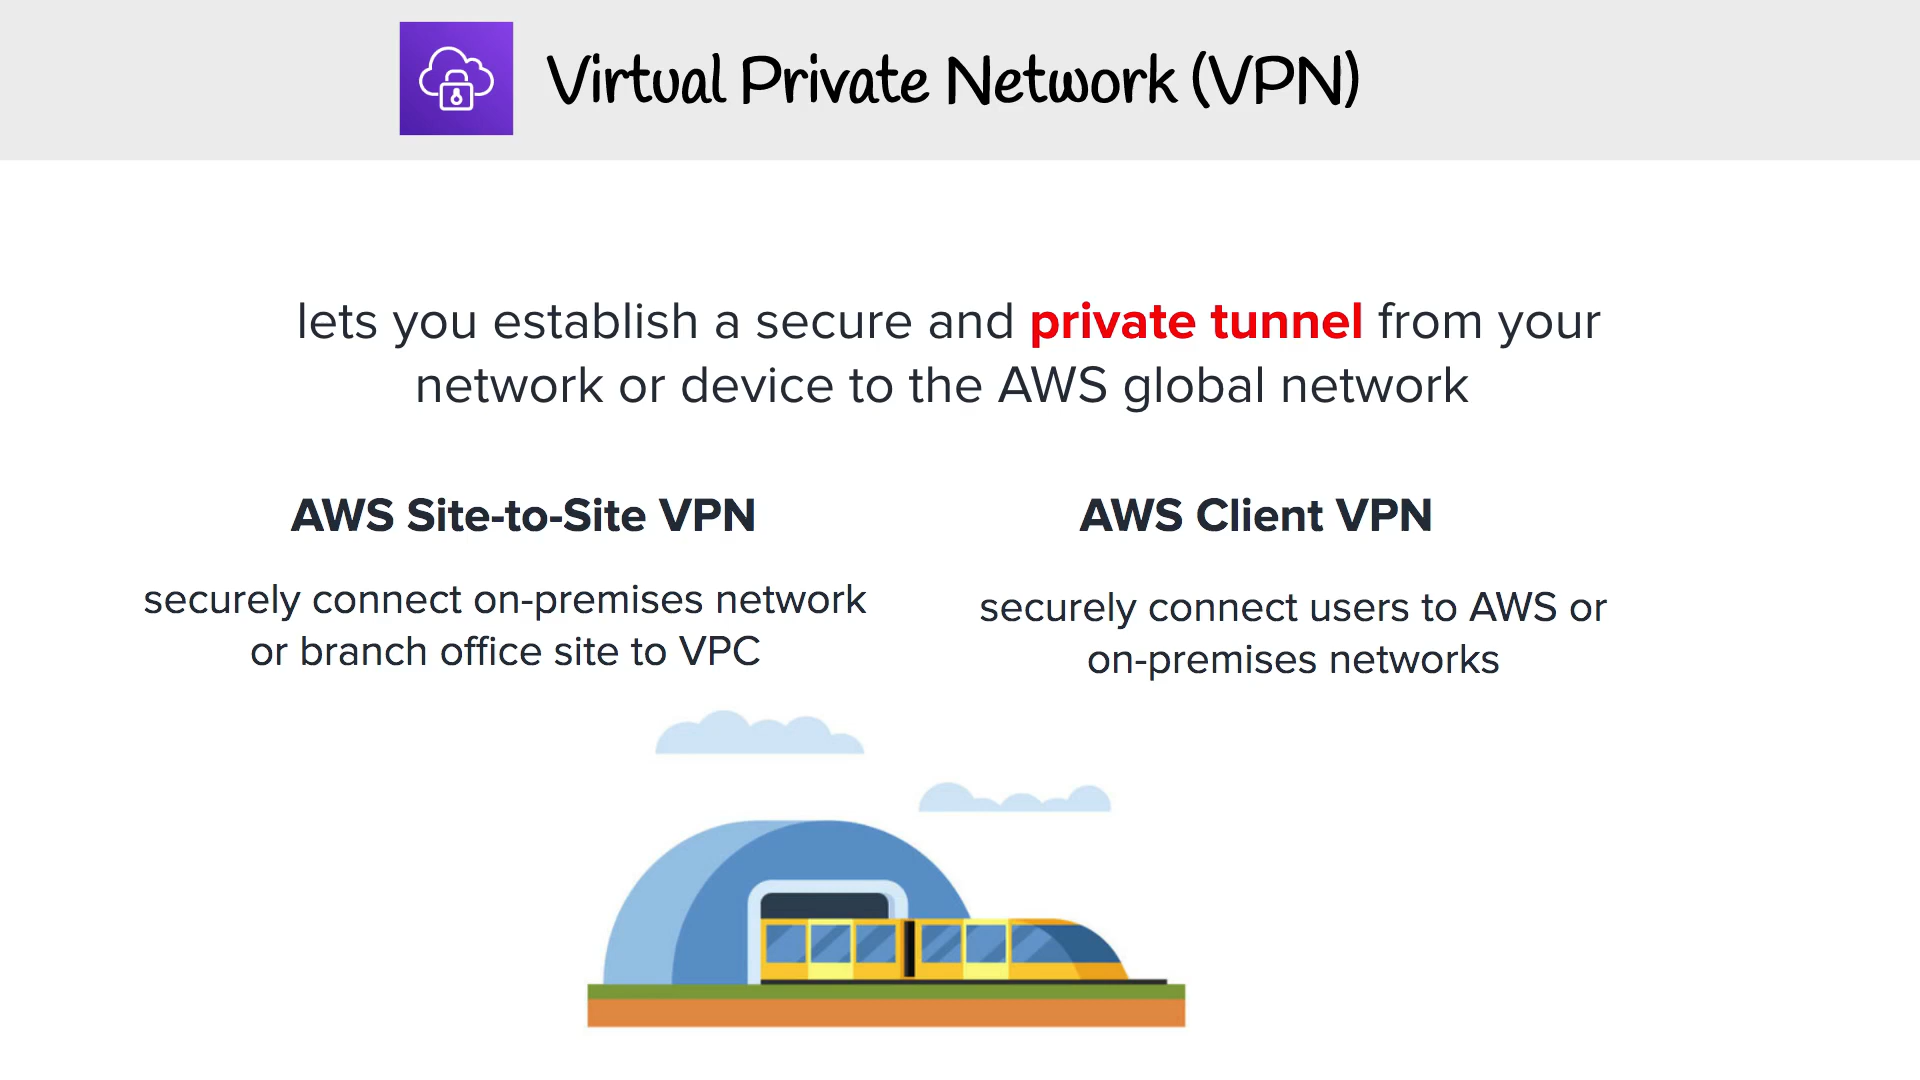 Virtual Private Network (VPN)
lets you establish a secure and private tunnel from your
network or device to the AWS global network
AWS Site-to-Site VPN
securely connect on-premises network
or branch office site to VPC
AWS Client VPN
securely connect users to AWS or
on-premises networks